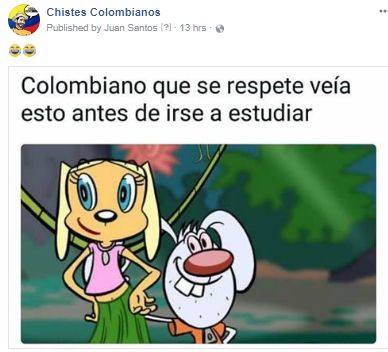 Chistes Colombianos
Published by Juan Santos [?] · 13 hrs ·
Colombiano que se respete veía
esto antes de irse a estudiar